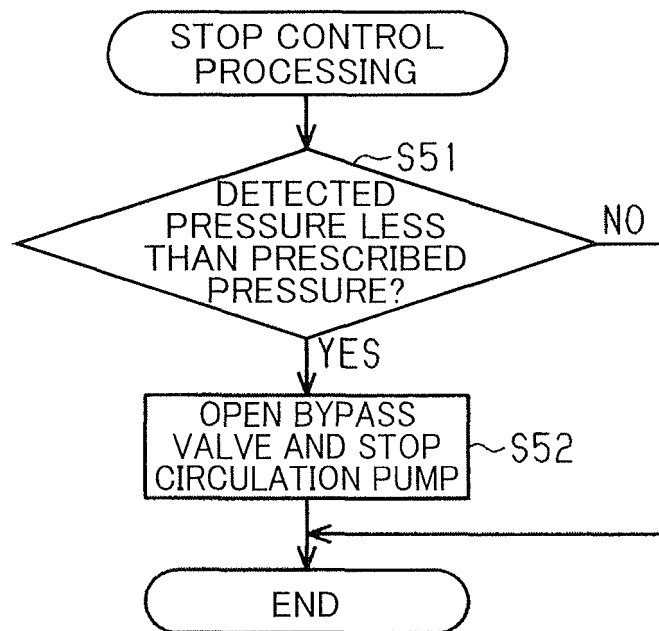 STOP CONTROL
PROCESSING
S51
DETECTED
PRESSURE LESS
THAN PRESCRIBED
PRESSURE?
NO
YES
OPEN BYPASS
VALVE AND STOP
CIRCULATION PUMP
S52
END